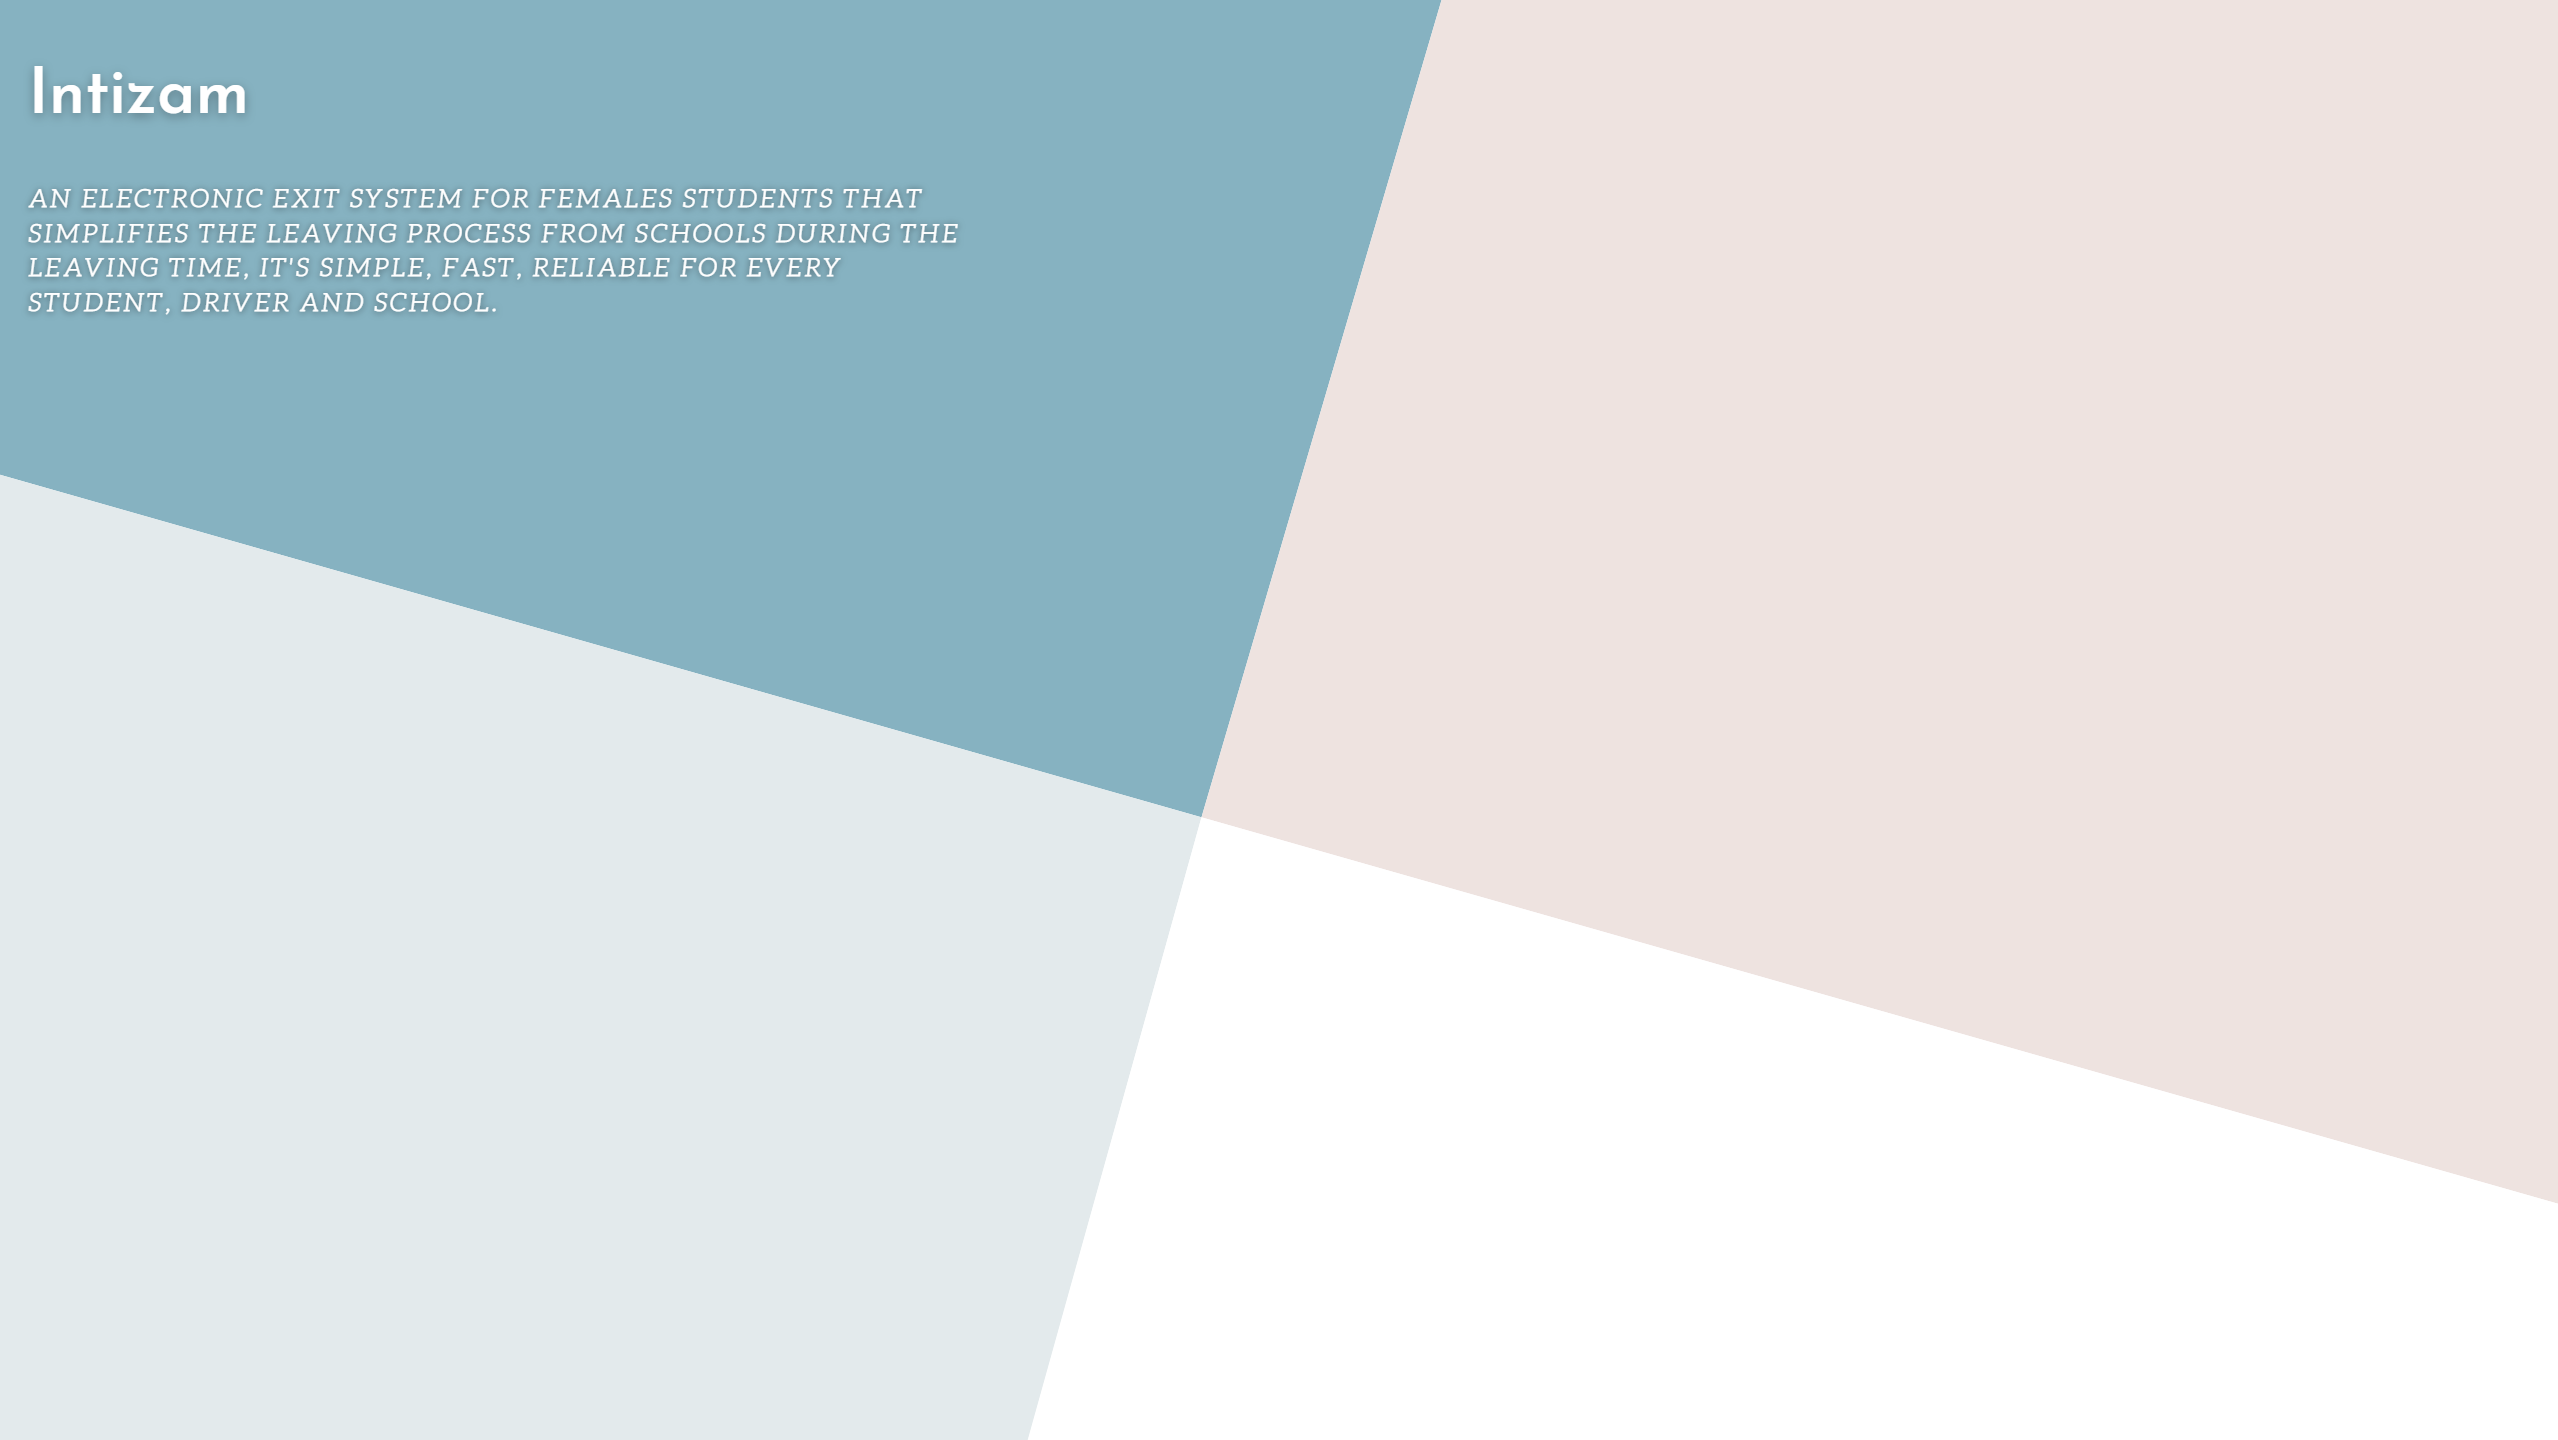 Intizam
AN ELECTRONIC EXIT SYSTEM FOR FEMALES STUDENTS THAT
SIMPLIFIES THE LEAVING PROCESS FROM SCHOOLS DURING THE
LEAVING TIME, IT'S SIMPLE, FAST, RELIABLE FOR EVERY
STUDENT, DRIVER AND SCHOOL.